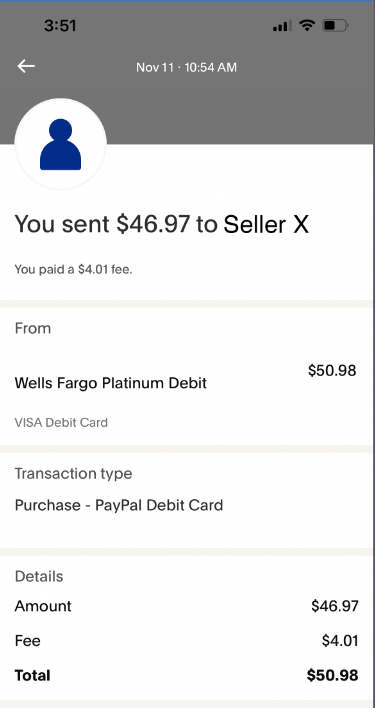 3:51
Nov 11 · 10:54 AM
You sent $46.97 to Seller X
You paid a $4.01 fee.
From
$50.98
Wells Fargo Platinum Debit
VISA Debit Card
Transaction type
Purchase - PayPal Debit Card
Details
Amount $46.97
Fee $4.01
Total $50.98